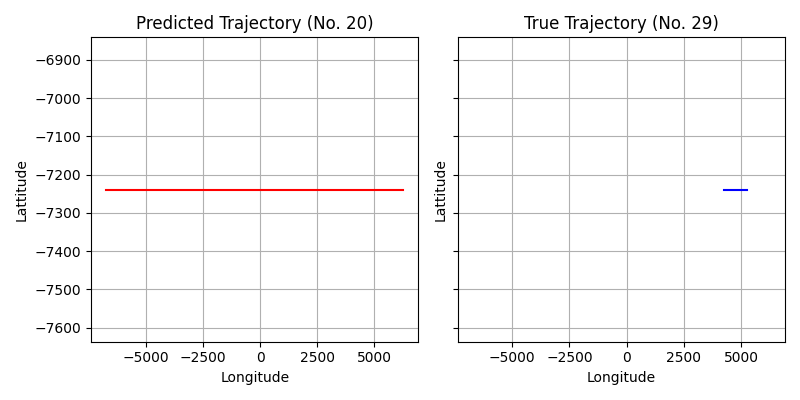 Predicted Trajectory (No. 20)
True Trajectory (No. 29)
−6900
−7000
−7100
−7200
−7300
−7400
−7500
−7600
Lattitude
Lattitude
−5000 −2500 0 2500 5000
−5000 −2500 0 2500 5000
Longitude
Longitude